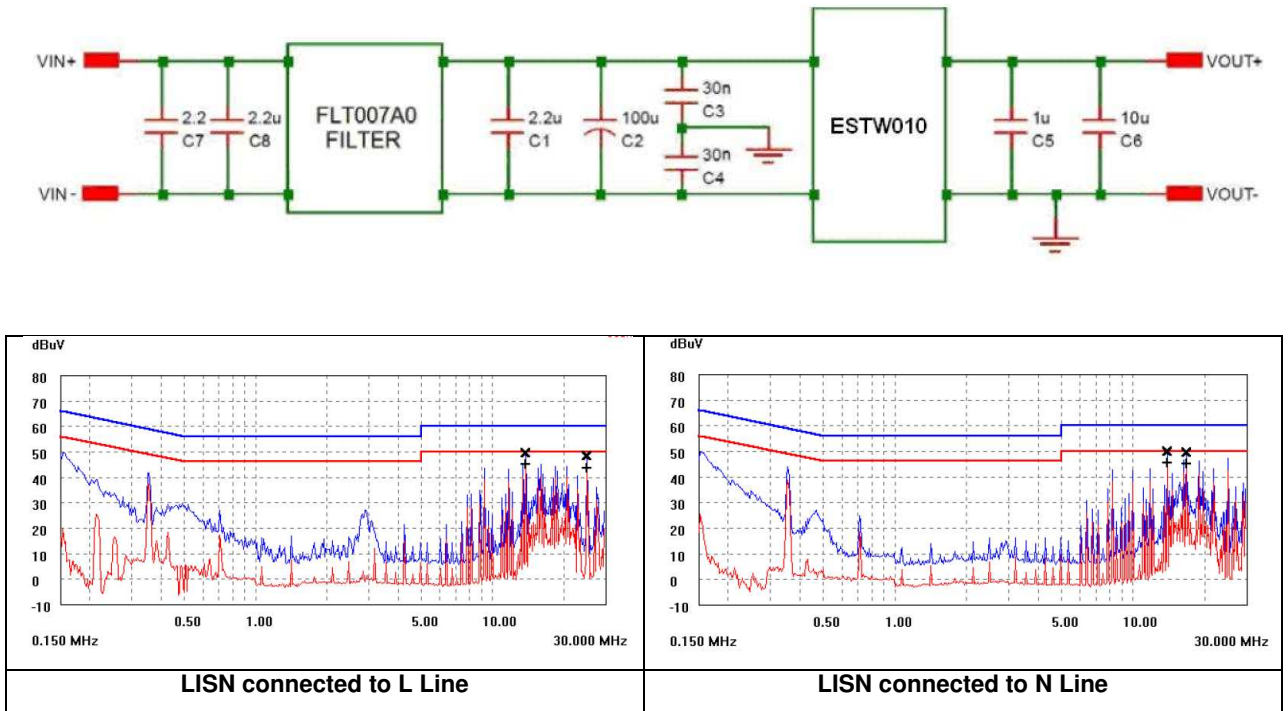 VIN+
VIN-
2.2
C7
2.2u
C8
FLT007A0
FILTER
2.2u
C1
100u
C2
30n
C3
30n
C4
ESTW010
1u
C5
10u
C6
VOUT+
VOUT-
dBuV
80
70
60
50
40
30
20
10
0
-10
0.50
1.00
5.00
10.00
0.150 MHz
30.000 MHz
LISN connected to L Line
dBuV
80
70
60
50
40
30
20
10
0
-10
0.50
1.00
5.00
10.00
0.150 MHz
30.000 MHz
LISN connected to N Line